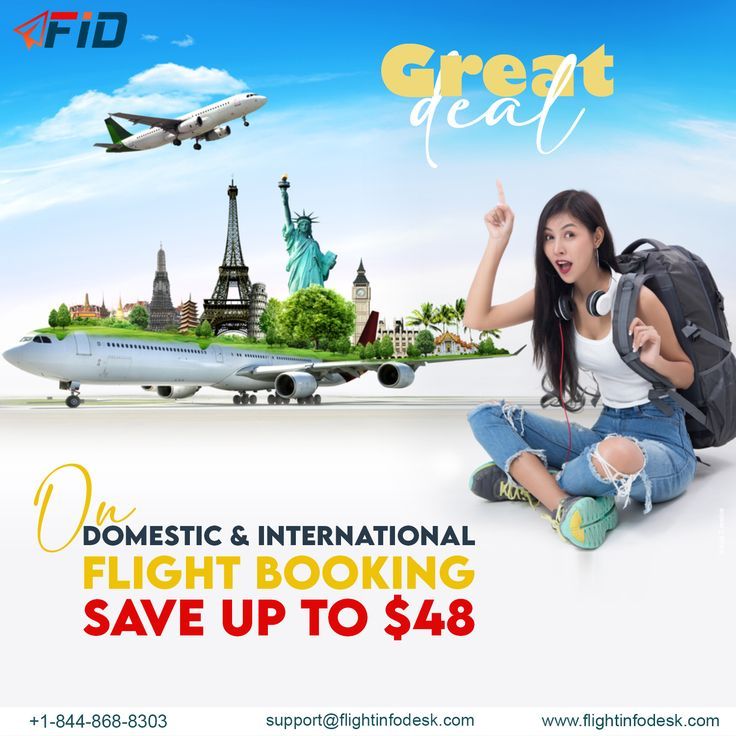 FiD
Great
deal
On
DOMESTIC & INTERNATIONAL
FLIGHT BOOKING
SAVE UP TO $48
+1-844-868-8303
support@flightinfodesk.com
www.flightinfodesk.com